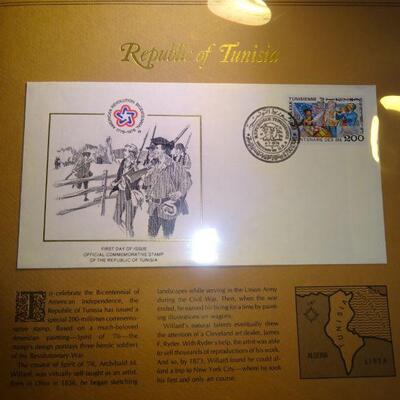 Republic of Tunisia
AMERICAN REVOLUTION BICENTENNIAL
1776-1976
TUNISIENNE
200
FIRST DAY OF ISSUE
OFFICIAL COMMEMORATIVE STAMP
OF THE REPUBLIC OF TUNISIA
To celebrate the Bicentennial of
American Independence, the
Republic of Tunisia has issued a
special 200-millimes commemo-
rative stamp. Based on a much-beloved
American painting—Spirit of '76—the
stamp's design portrays three heroic soldiers
of the Revolutionary War.
The creator of Spirit of '76, Archibald M.
Willard, was virtually self-taught as an artist.
Born in Ohio in 1836, he began sketching
landscapes while serving in the Union Army
during the Civil War. Then, when the war
ended, he earned his living for a time by paint-
ing illustrations on wagons.
Willard's natural talents eventually drew
the attention of a Cleveland art dealer, James
F. Ryder. With Ryder's help, the artist was able
to sell thousands of reproductions of his work.
And so, by 1873, Willard found he could af-
ford a trip to New York City—where he took
his first and only art course.
TUNISIA
ALGERIA
LIBYA